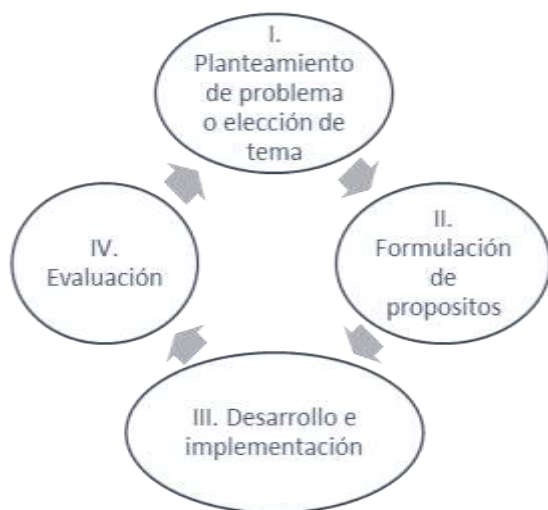 I.
Planteamiento
de problema
o elección de
tema
II.
Formulación
de
propositos
III. Desarrollo e
implementación
IV.
Evaluación